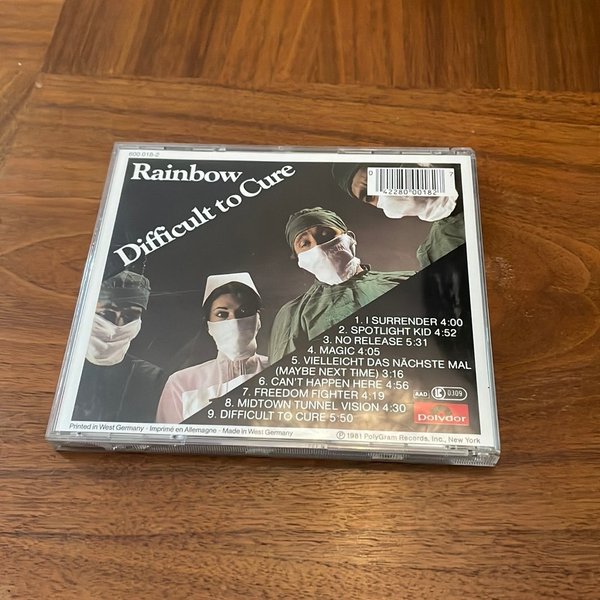 600 018-2
Rainbow
Difficult to Cure
0 42280 00182 7
1. I SURRENDER 4:00
2. SPOTLIGHT KID 4:52
3. NO RELEASE 5:31
4. MAGIC 4:05
5. VIELLEICHT DAS NÄCHSTE MAL
(MAYBE NEXT TIME) 3:16
6. CAN'T HAPPEN HERE 4:56
7. FREEDOM FIGHTER 4.19
8. MIDTOWN TUNNEL VISION 4:30
9. DIFFICULT TO CURE 5:50
AAD
0309
Polydor
Printed in West Germany · Imprimé en Allemagne · Made in West Germany
℗ 1981 PolyGram Records, Inc., New York